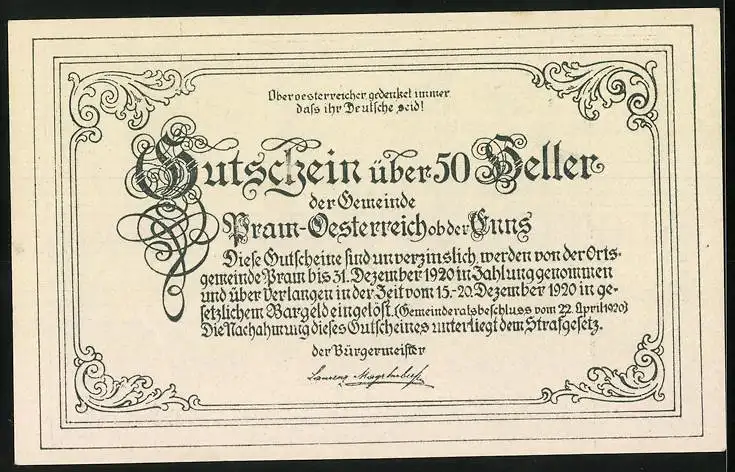 Oberoesterreicher gedenket immer
dass ihr Deutsche seid!
Gutschein über 50 Heller
der Gemeinde
Pram-Oesterreich ob der Enns
Diese Gutscheine sind unverzinslich, werden von der Orts-
gemeinde Pram bis 31. Dezember 1920 in Zahlung genommen
und über Verlangen in der Zeit vom 15.-20. Dezember 1920 in ge-
setzlichem Bargeld eingelöst. (Gemeinderatsbeschluss vom 22. April 1920)
Die Nachahmung dieses Gutscheines unterliegt dem Strafgesetz.
der Bürgermeister